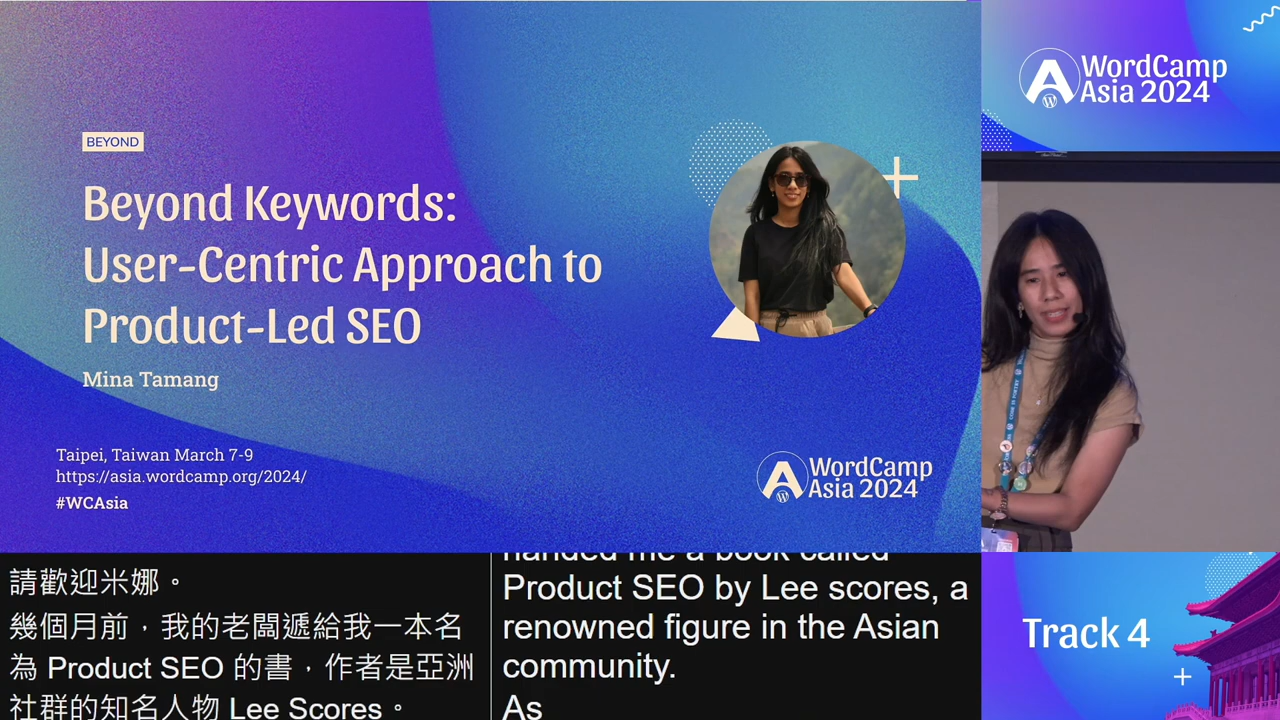 BEYOND
Beyond Keywords:
User-Centric Approach to
Product-Led SEO
Mina Tamang
Taipei, Taiwan March 7-9
https://asia.wordcamp.org/2024/
#WCAsia
WordCamp
Asia 2024
WordCamp
Asia 2024
請歡迎米娜。
幾個月前，我的老闆遞給我一本名
為 Product SEO 的書，作者是亞洲
社群的知名人物 Lee Scores。
handed me a book called
Product SEO by Lee scores, a
renowned figure in the Asian
community.
As
Track 4